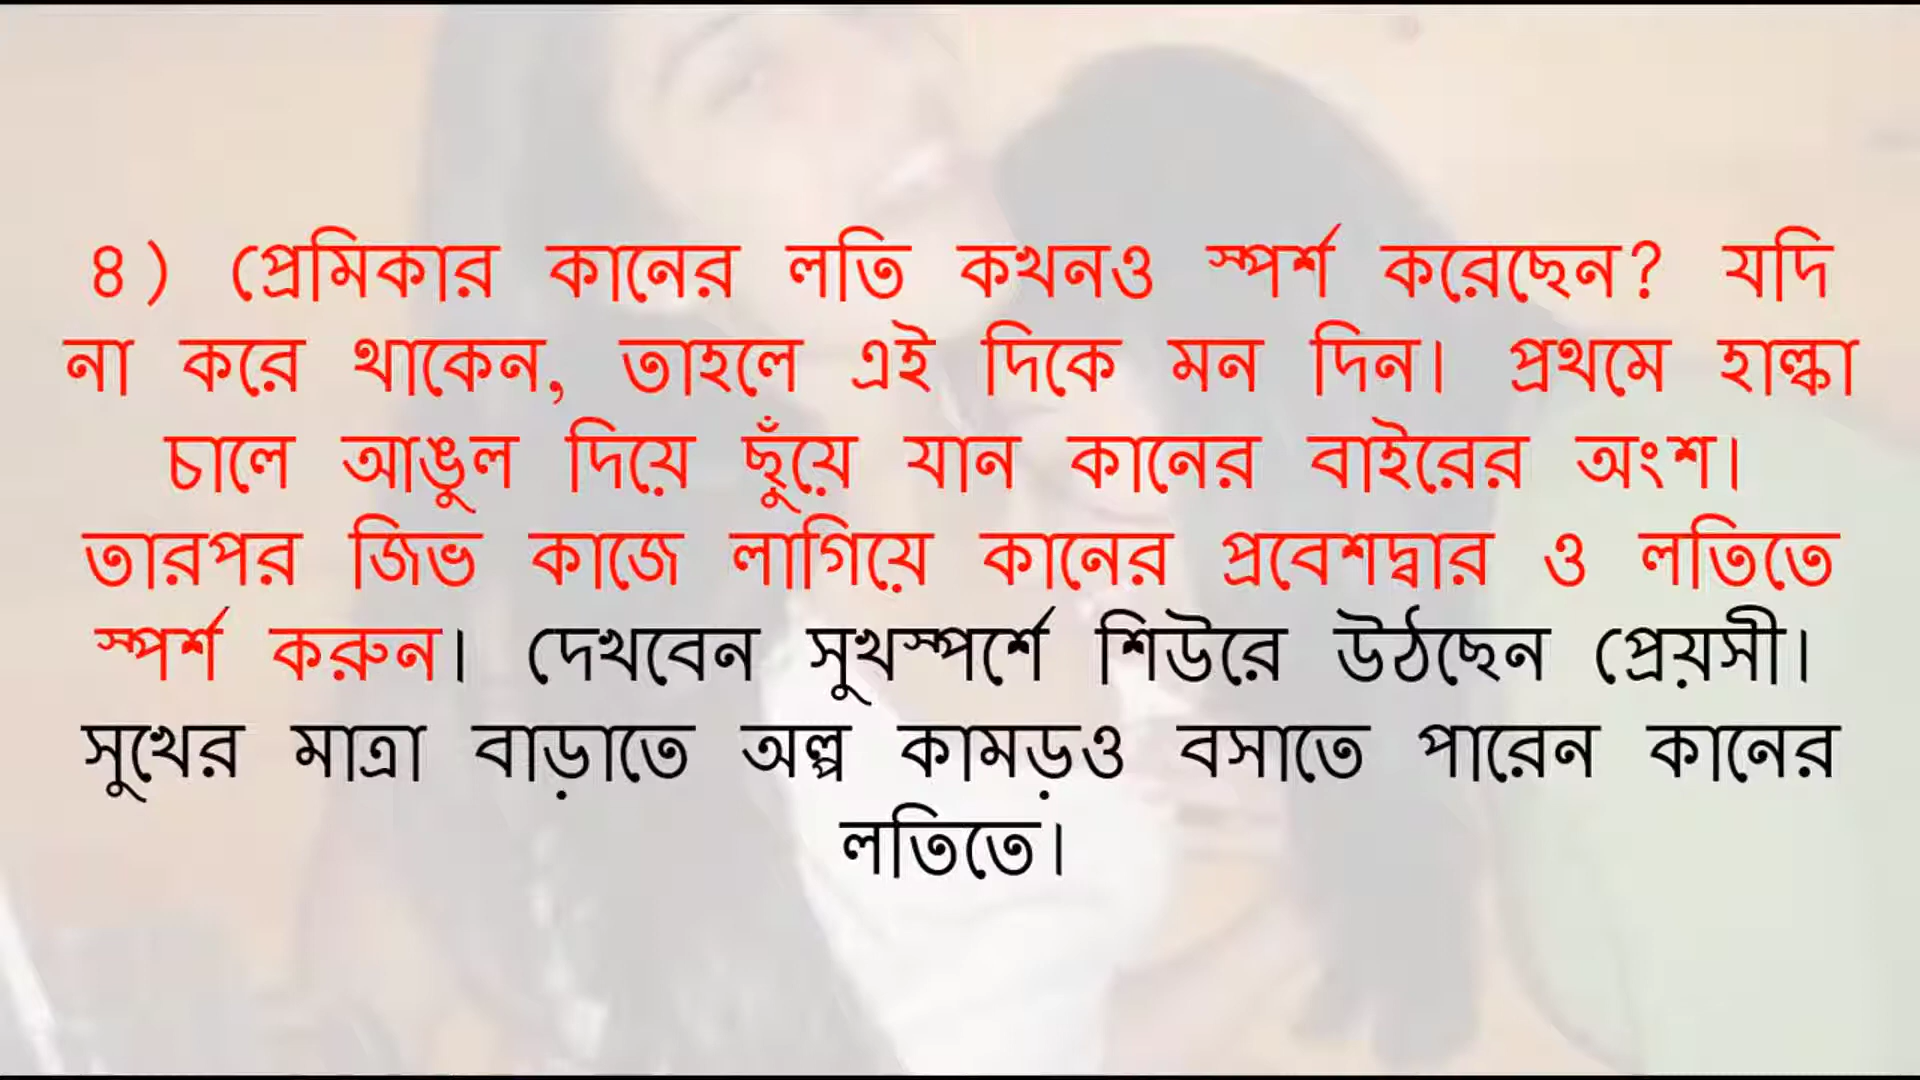 ৪) প্রেমিকার কানের লতি কখনও স্পর্শ করেছেন? যদি
না করে থাকেন, তাহলে এই দিকে মন দিন। প্রথমে হাল্কা
চালে আঙুল দিয়ে ছুঁয়ে যান কানের বাইরের অংশ।
তারপর জিভ কাজে লাগিয়ে কানের প্রবেশদ্বার ও লতিতে
স্পর্শ করুন। দেখবেন সুখস্পর্শে শিউরে উঠছেন প্রেয়সী।
সুখের মাত্রা বাড়াতে অল্প কামড়ও বসাতে পারেন কানের
লতিতে।